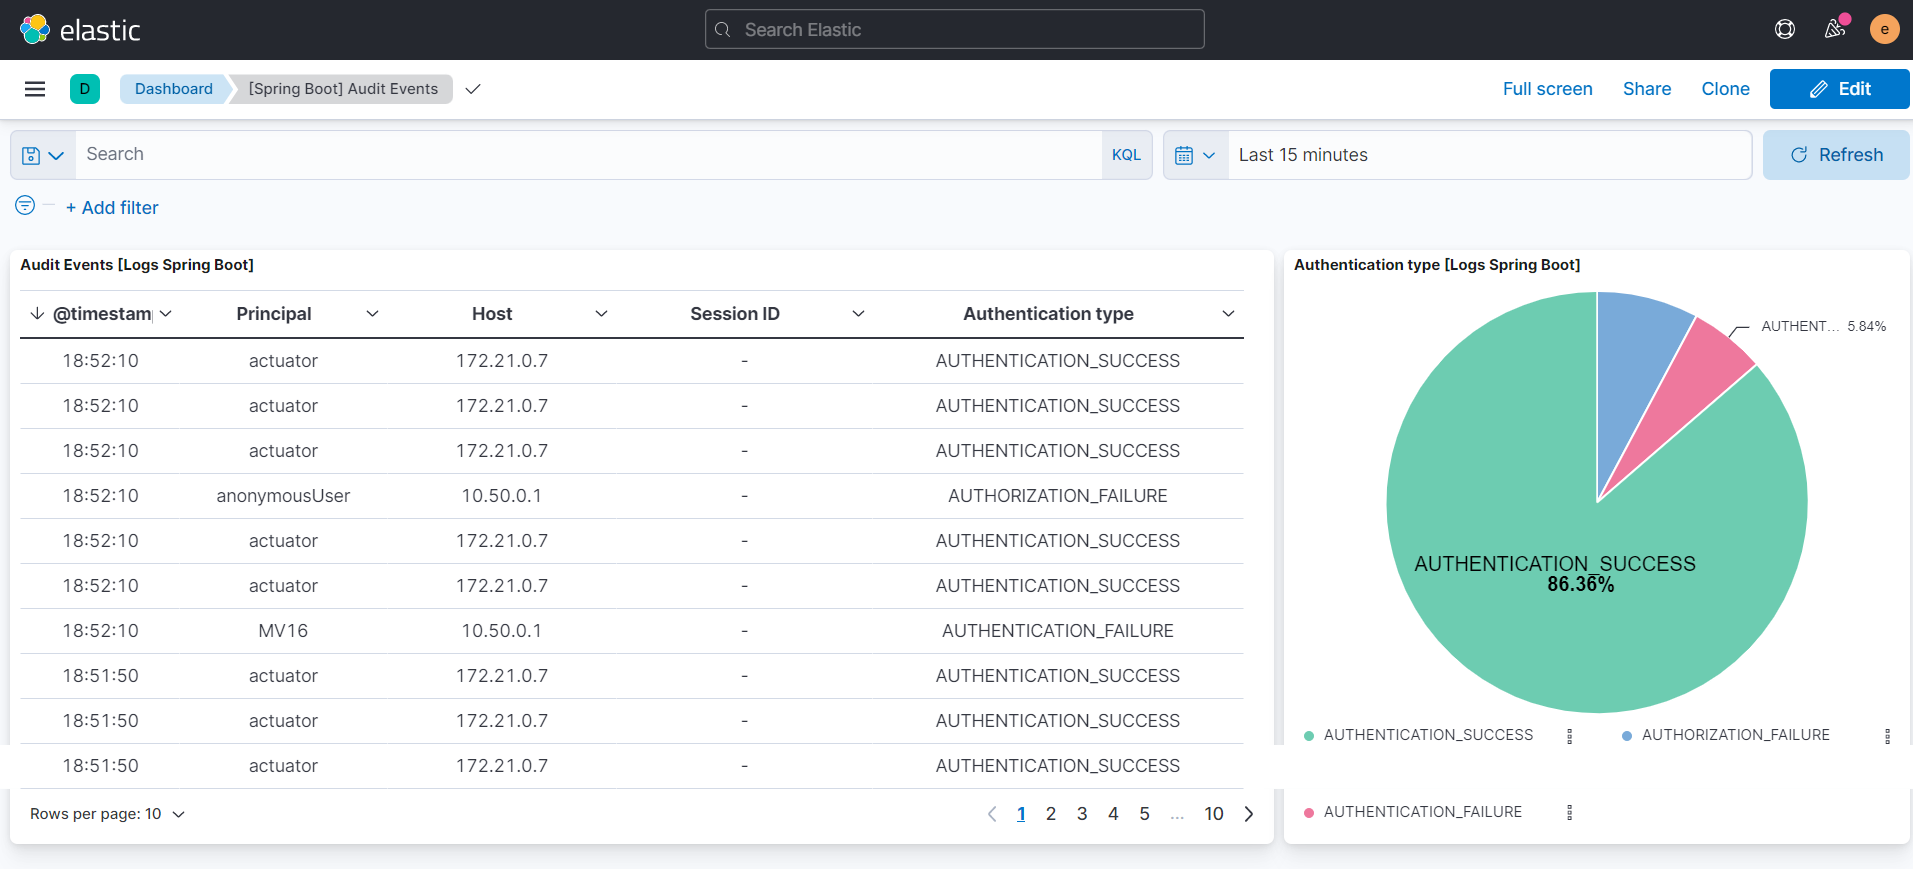 elastic
Search Elastic
e
D
Dashboard
[Spring Boot] Audit Events
Full screen
Share
Clone
Edit
Search
KQL
Last 15 minutes
Refresh
+ Add filter
Audit Events [Logs Spring Boot]
@timestam Principal Host Session ID Authentication type
18:52:10 actuator 172.21.0.7 - AUTHENTICATION_SUCCESS
18:52:10 actuator 172.21.0.7 - AUTHENTICATION_SUCCESS
18:52:10 actuator 172.21.0.7 - AUTHENTICATION_SUCCESS
18:52:10 anonymousUser 10.50.0.1 - AUTHORIZATION_FAILURE
18:52:10 actuator 172.21.0.7 - AUTHENTICATION_SUCCESS
18:52:10 actuator 172.21.0.7 - AUTHENTICATION_SUCCESS
18:52:10 MV16 10.50.0.1 - AUTHENTICATION_FAILURE
18:51:50 actuator 172.21.0.7 - AUTHENTICATION_SUCCESS
18:51:50 actuator 172.21.0.7 - AUTHENTICATION_SUCCESS
18:51:50 actuator 172.21.0.7 - AUTHENTICATION_SUCCESS
Rows per page: 10
1 2 3 4 5 ... 10
Authentication type [Logs Spring Boot]
AUTHENT... 5.84%
AUTHENTICATION_SUCCESS
86.36%
AUTHENTICATION_SUCCESS
AUTHORIZATION_FAILURE
AUTHENTICATION_FAILURE